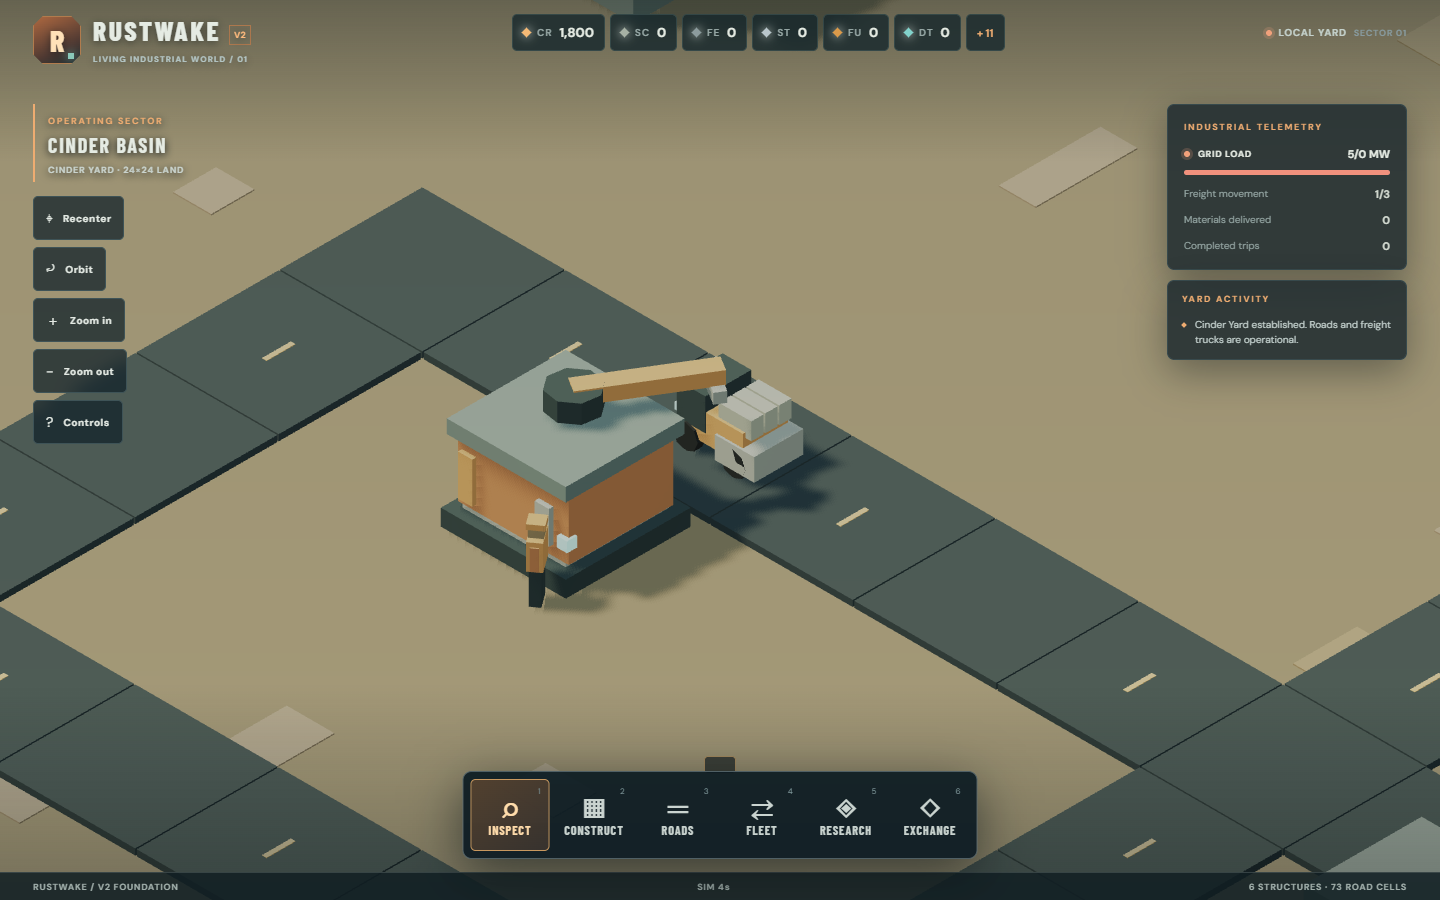 R
RUSTWAKE V2
LIVING INDUSTRIAL WORLD / 01
CR 1,800
SC 0
FE 0
ST 0
FU 0
DT 0
+11
LOCAL YARD SECTOR 01
OPERATING SECTOR
CINDER BASIN
CINDER YARD · 24×24 LAND
Recenter
Orbit
+ Zoom in
− Zoom out
? Controls
INDUSTRIAL TELEMETRY
GRID LOAD 5/0 MW
Freight movement 1/3
Materials delivered 0
Completed trips 0
YARD ACTIVITY
Cinder Yard established. Roads and freight
trucks are operational.
1
INSPECT
2
CONSTRUCT
3
ROADS
4
FLEET
5
RESEARCH
6
EXCHANGE
RUSTWAKE / V2 FOUNDATION
SIM 4s
6 STRUCTURES · 73 ROAD CELLS